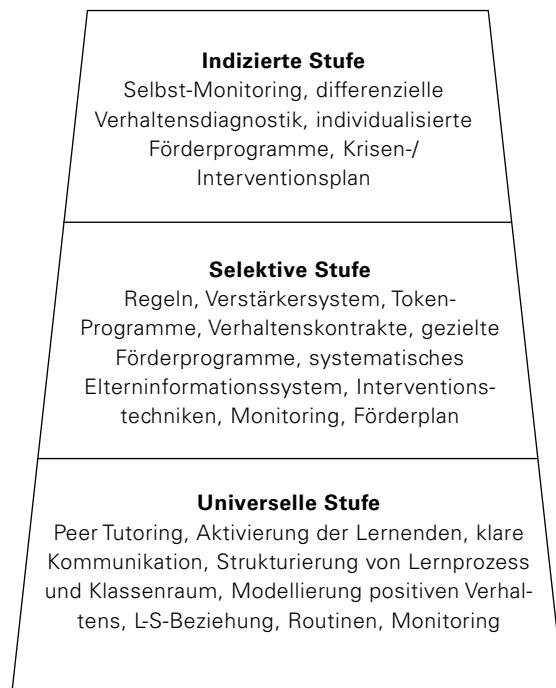 Indizierte Stufe
Selbst-Monitoring, differenzielle
Verhaltensdiagnostik, individualisierte
Förderprogramme, Krisen-/
Interventionsplan
Selektive Stufe
Regeln, Verstärkersystem, Token-
Programme, Verhaltenskontrakte, gezielte
Förderprogramme, systematisches
Elterninformationssystem, Interventions-
techniken, Monitoring, Förderplan
Universelle Stufe
Peer Tutoring, Aktivierung der Lernenden, klare
Kommunikation, Strukturierung von Lernprozess
und Klassenraum, Modellierung positiven Verhal-
tens, L-S-Beziehung, Routinen, Monitoring